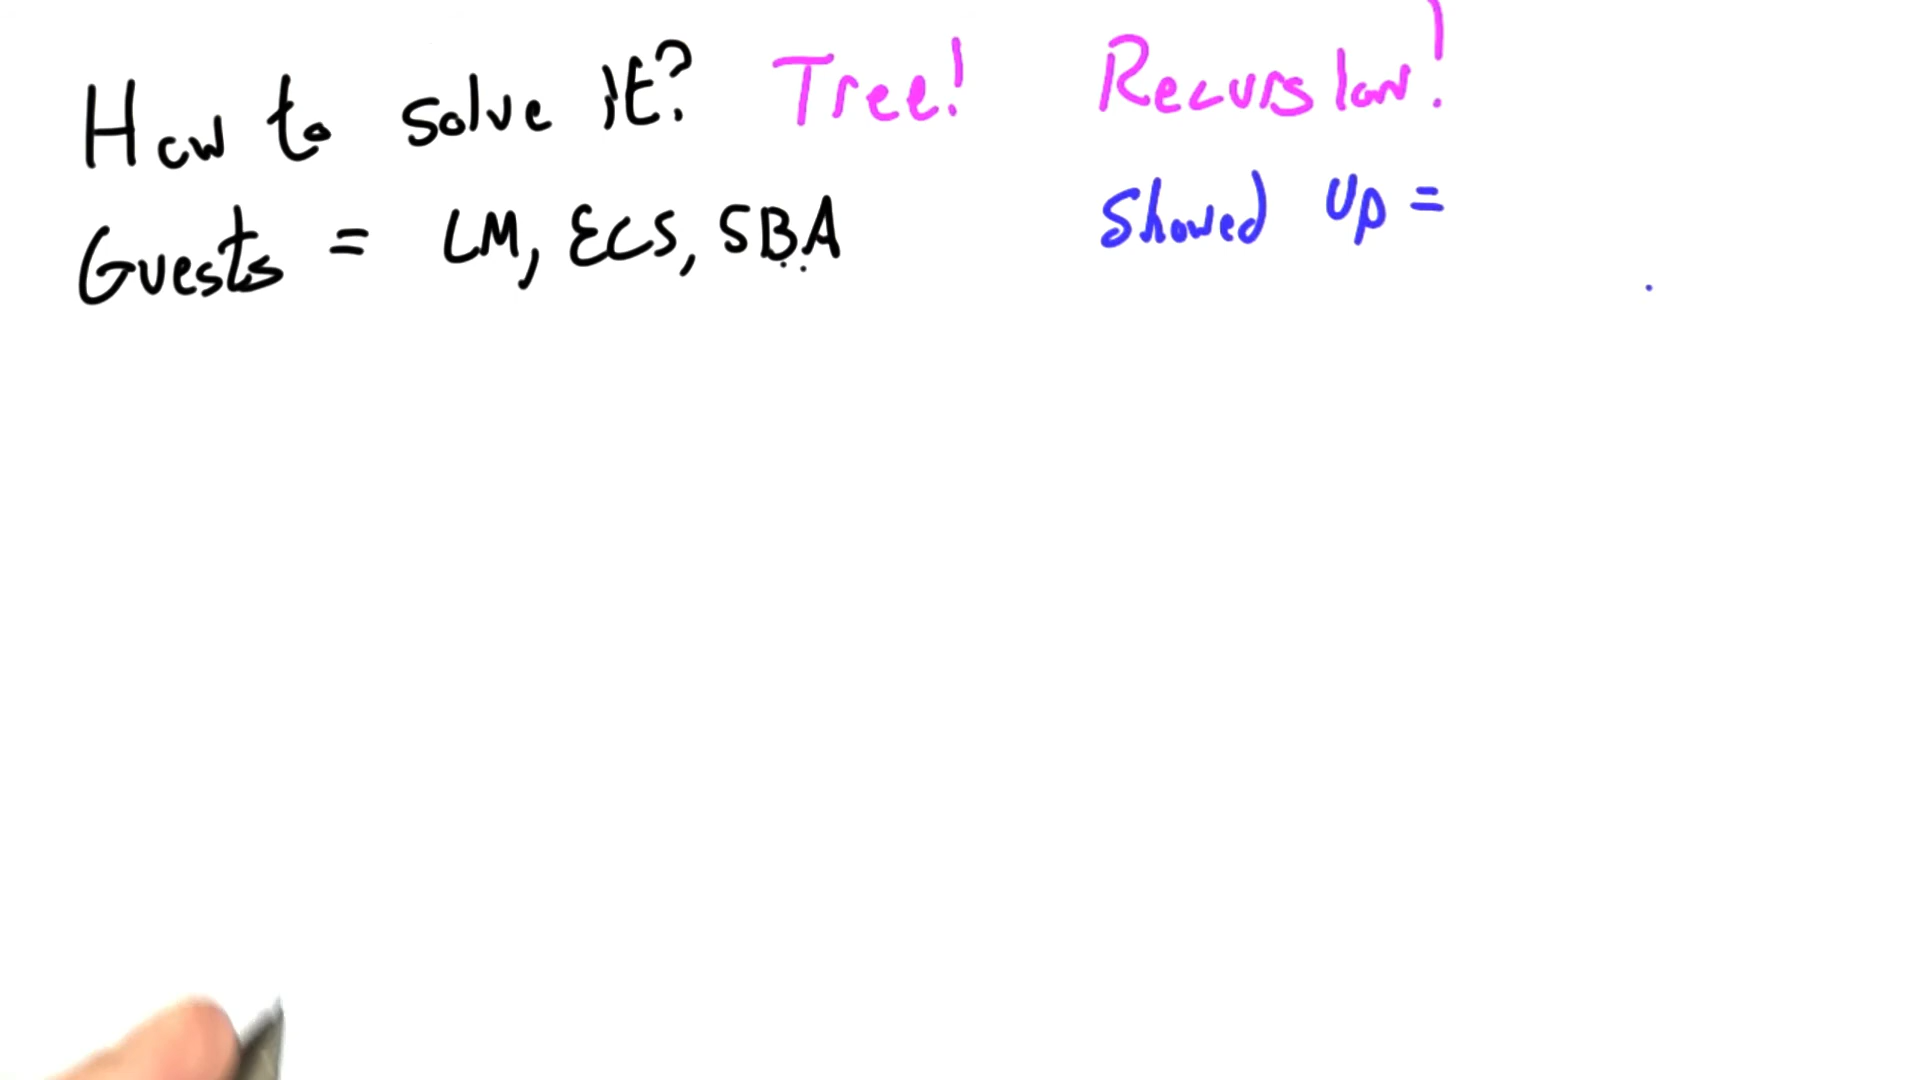 How to solve it? Tree! Recursion!
Guests = LM, ECS, SBA Showed up =